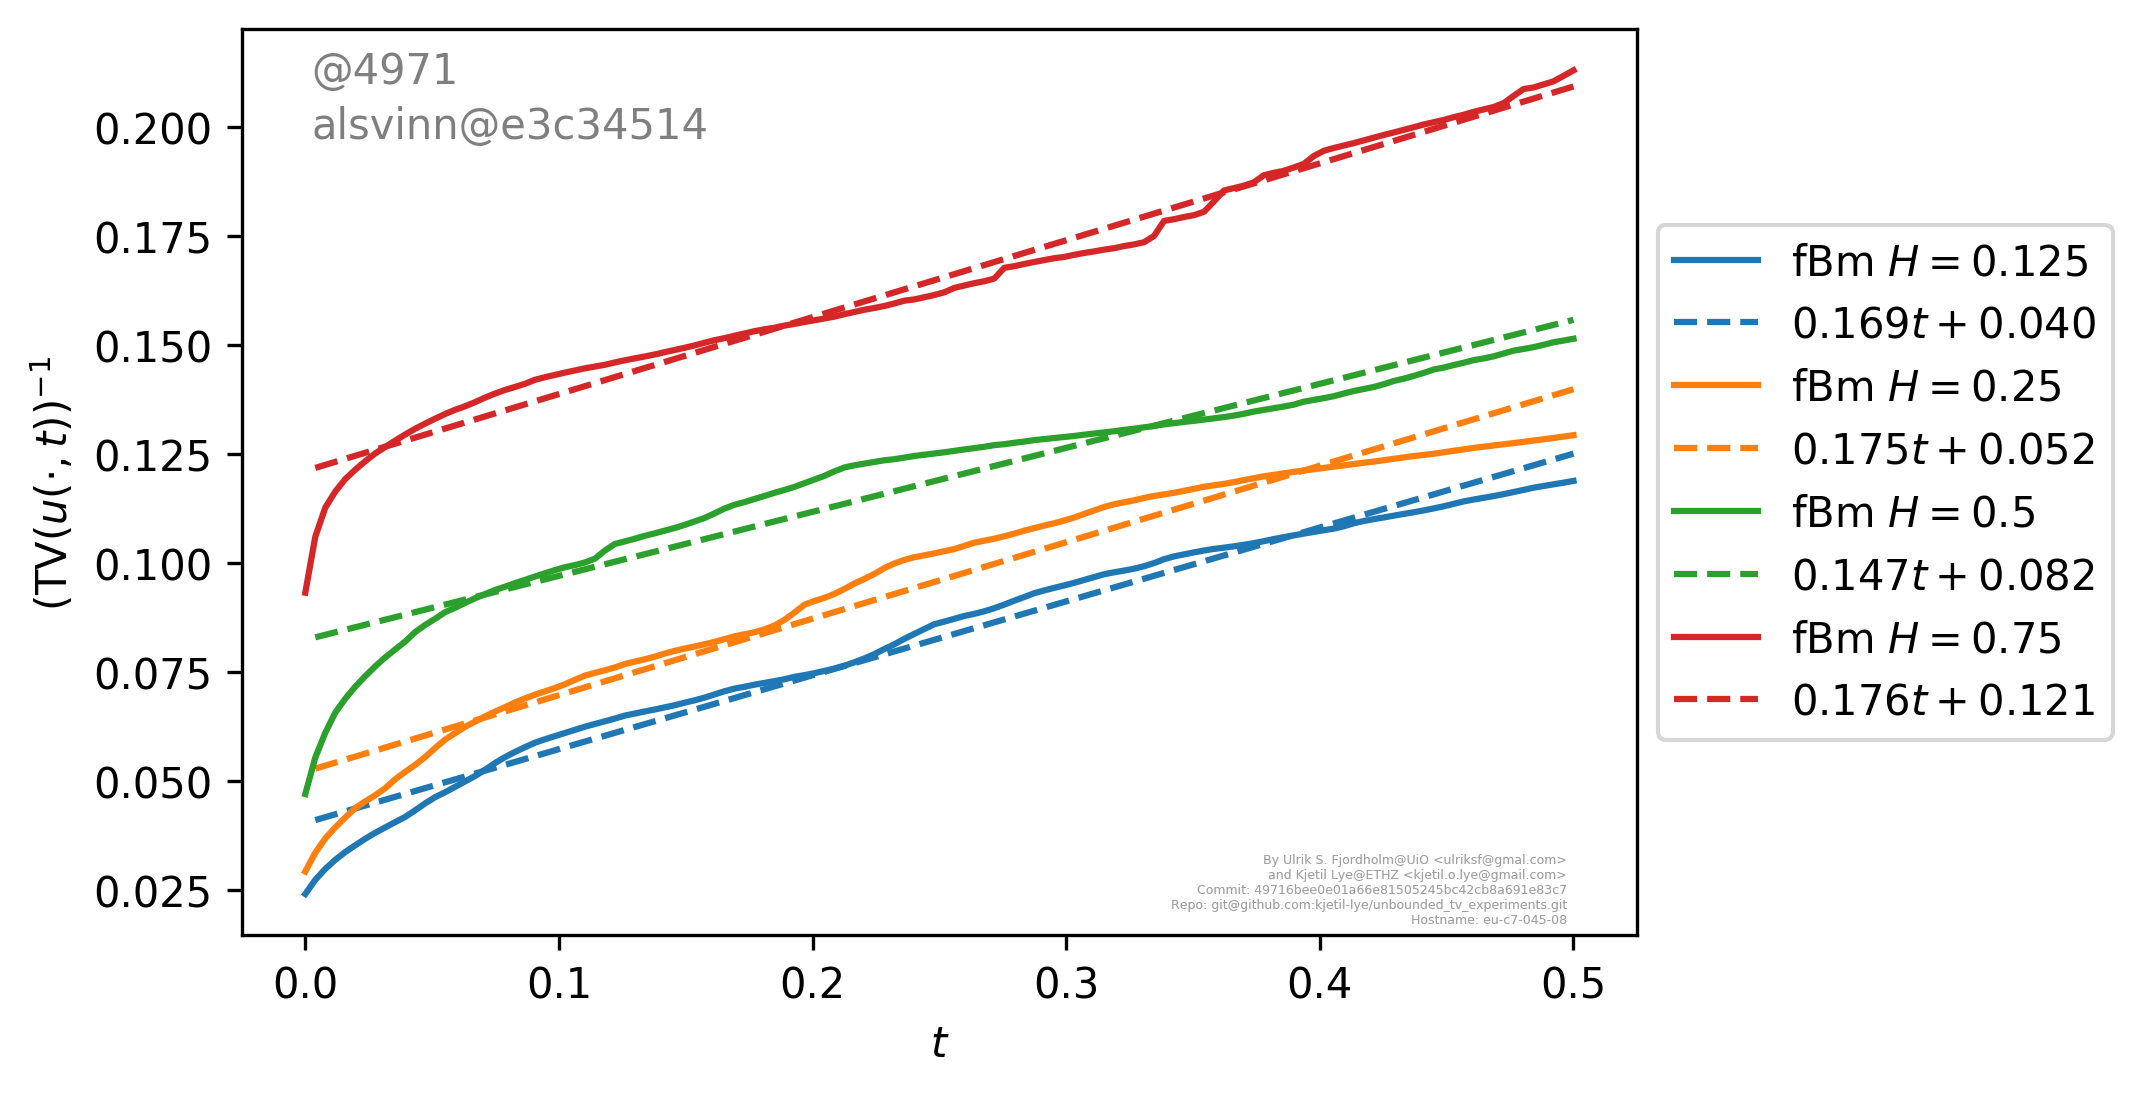 @4971
alsvinn@e3c34514
0.200
0.175
0.150
0.125
0.100
0.075
0.050
0.025
(TV(u(·, t))⁻¹
0.0 0.1 0.2 0.3 0.4 0.5
t
fBm H = 0.125
0.169t + 0.040
fBm H = 0.25
0.175t + 0.052
fBm H = 0.5
0.147t + 0.082
fBm H = 0.75
0.176t + 0.121
By Ulrik S. Fjordholm@UiO <ulriksf@gmal.com>
and Kjetil Lye@ETHZ <kjetil.o.lye@gmail.com>
Commit: 49716bee0e01a66e81505245bc42cb8a691e83c7
Repo: git@github.com:kjetil-lye/unbounded_tv_experiments.git
Hostname: eu-c7-045-08